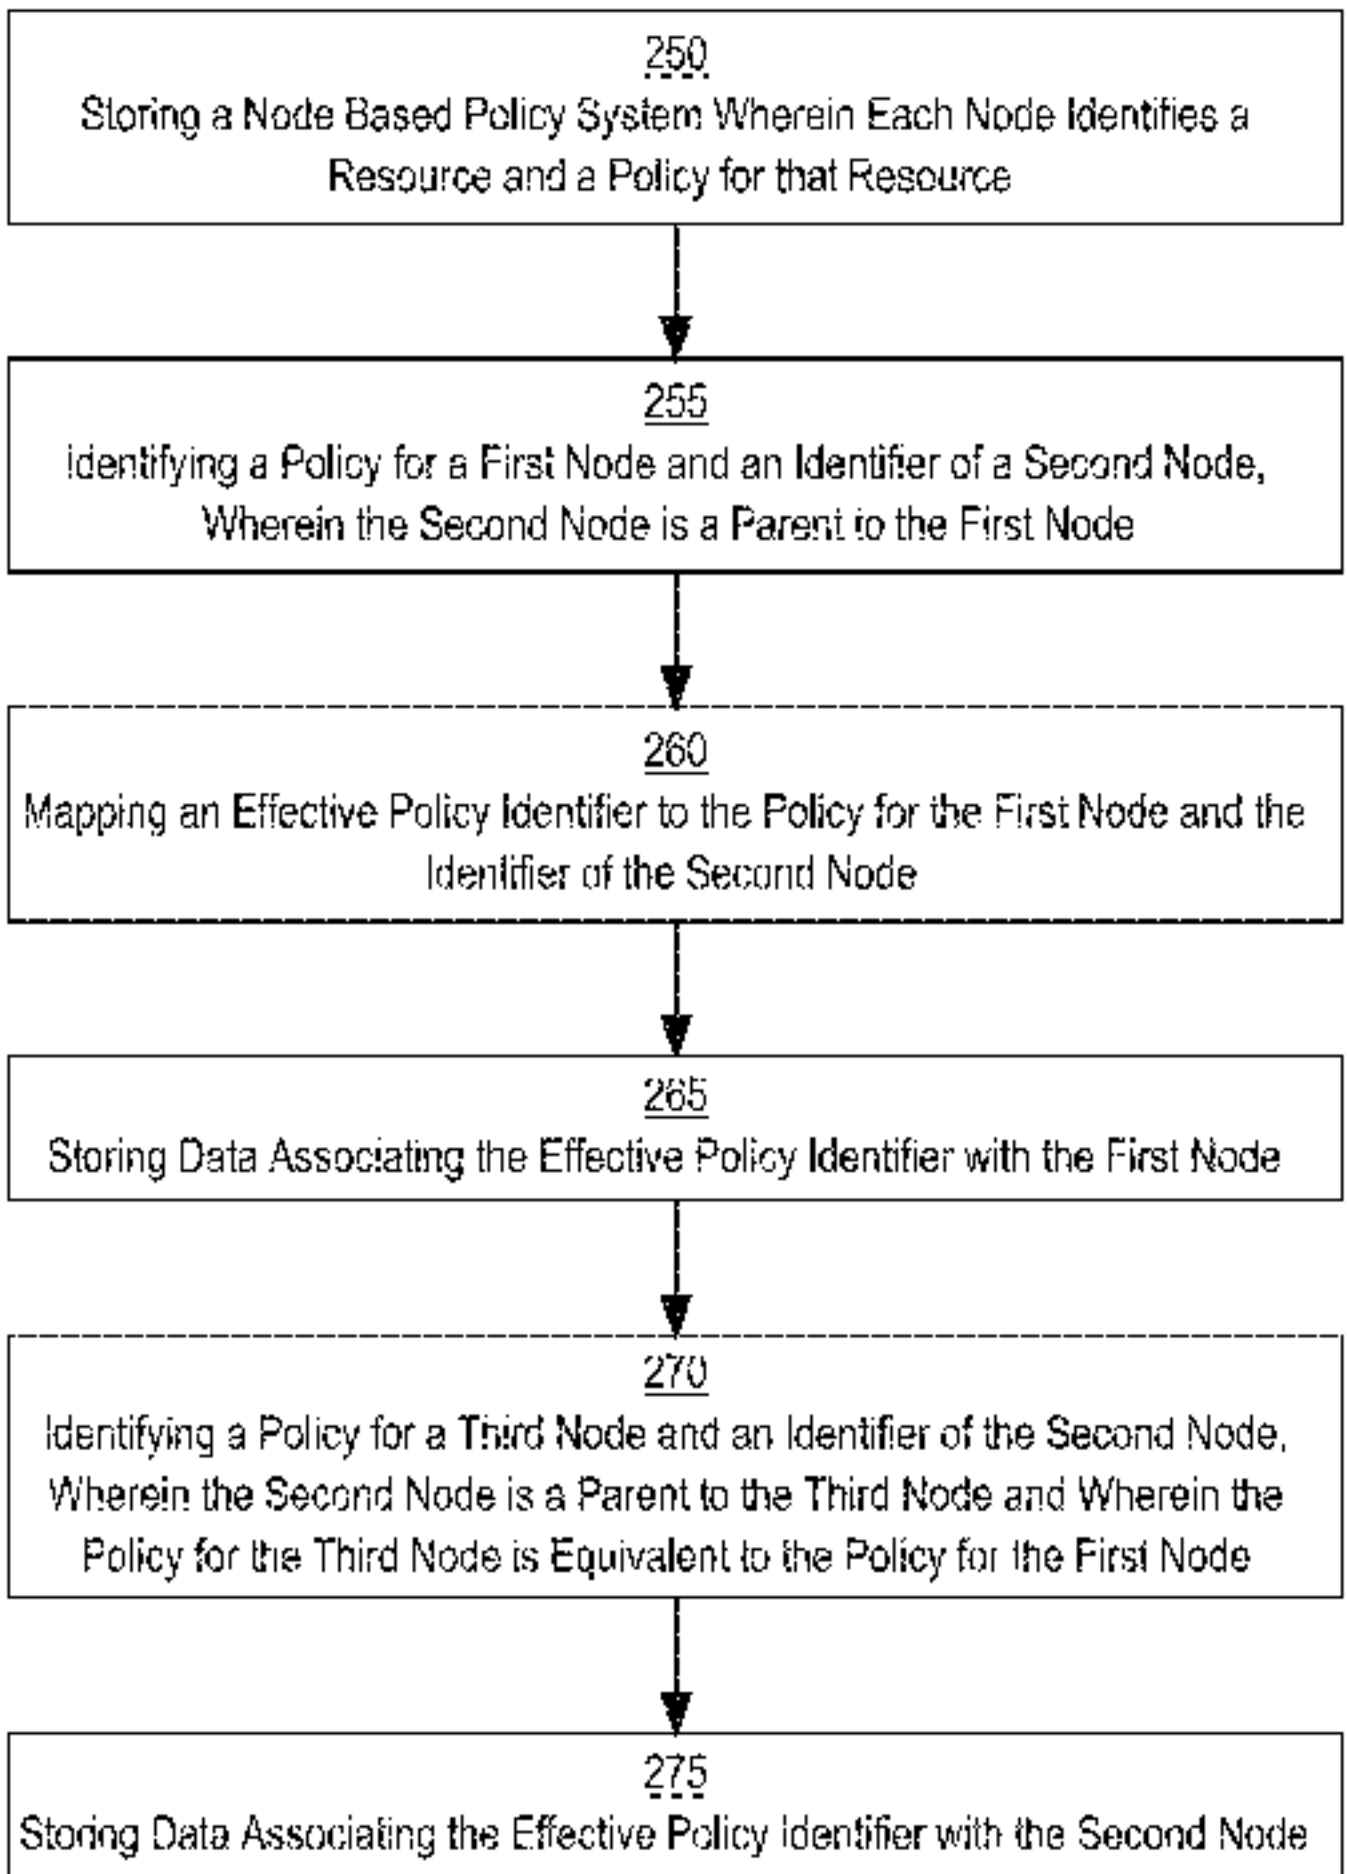 250
Storing a Node Based Policy System Wherein Each Node Identifies a
Resource and a Policy for that Resource
255
Identifying a Policy for a First Node and an Identifier of a Second Node,
Wherein the Second Node is a Parent to the First Node
260
Mapping an Effective Policy Identifier to the Policy for the First Node and the
Identifier of the Second Node
265
Storing Data Associating the Effective Policy Identifier with the First Node
270
Identifying a Policy for a Third Node and an Identifier of the Second Node,
Wherein the Second Node is a Parent to the Third Node and Wherein the
Policy for the Third Node is Equivalent to the Policy for the First Node
275
Storing Data Associating the Effective Policy Identifier with the Second Node